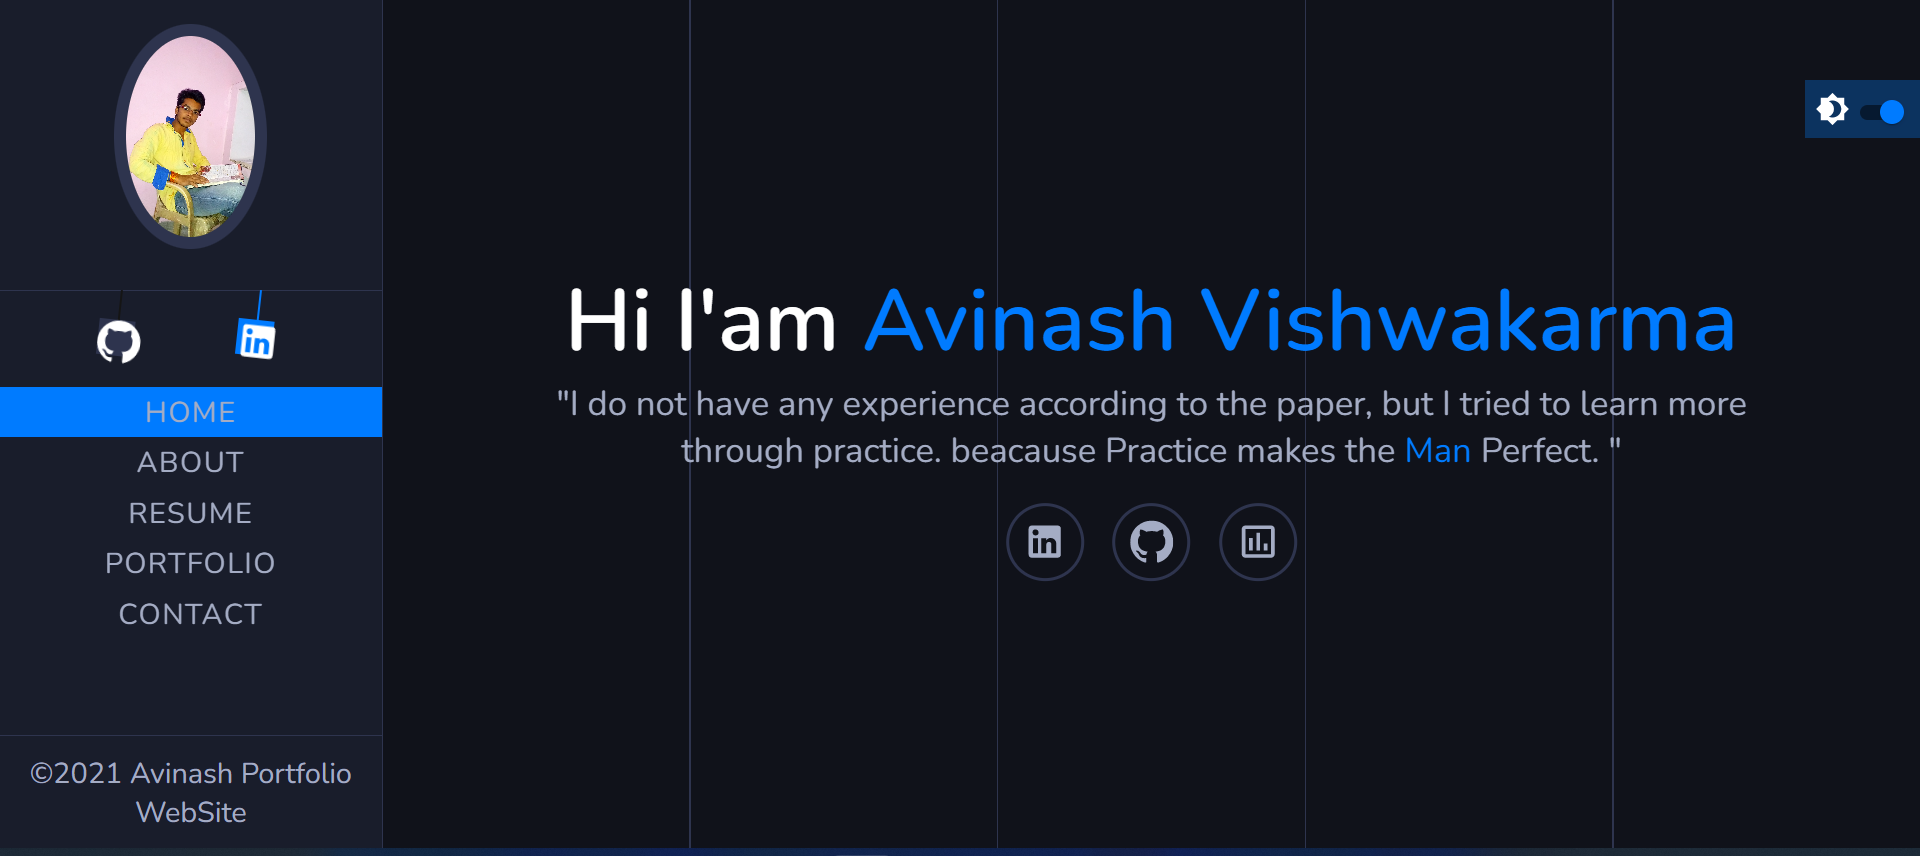 HOME
ABOUT
RESUME
PORTFOLIO
CONTACT
©2021 Avinash Portfolio
WebSite
Hi I'am Avinash Vishwakarma
"I do not have any experience according to the paper, but I tried to learn more
through practice. beacause Practice makes the Man Perfect. "